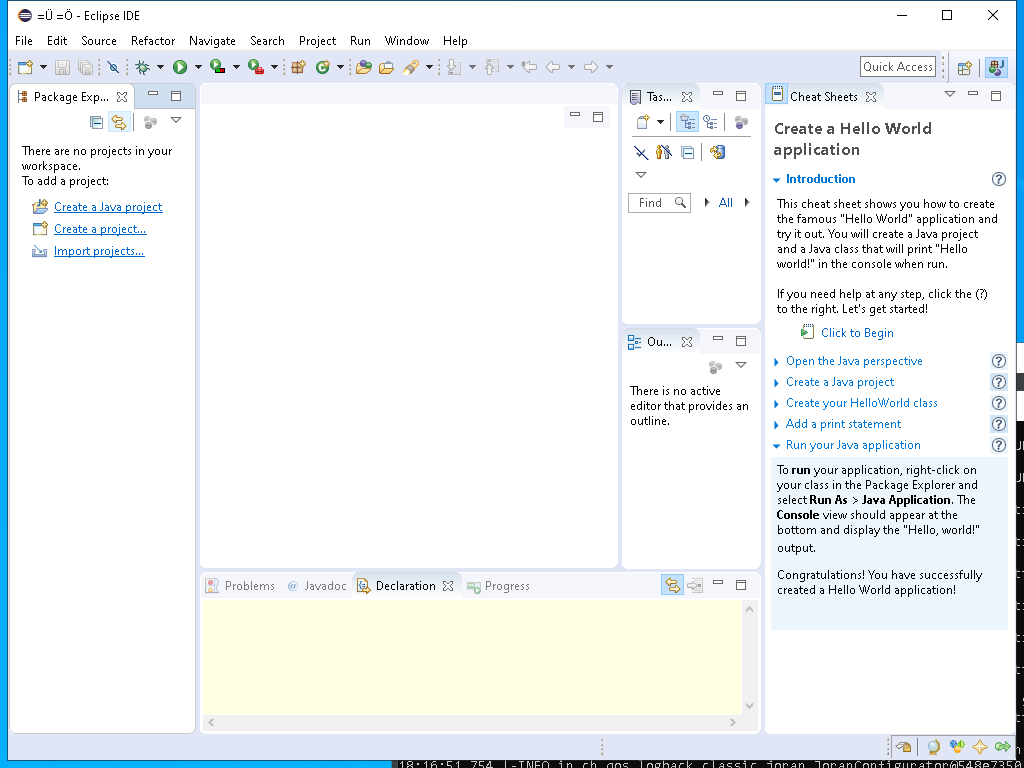 =Ü =Ö - Eclipse IDE
File Edit Source Refactor Navigate Search Project Run Window Help
Quick Access
Package Exp...
There are no projects in your
workspace.
To add a project:
Create a Java project
Create a project...
Import projects...
Tas...
Find
All
Ou...
There is no active
editor that provides an
outline.
Problems @ Javadoc Declaration Progress
Cheat Sheets
Create a Hello World
application
Introduction
This cheat sheet shows you how to create
the famous "Hello World" application and
try it out. You will create a Java project
and a Java class that will print "Hello
world!" in the console when run.
If you need help at any step, click the (?)
to the right. Let's get started!
Click to Begin
Open the Java perspective
Create a Java project
Create your HelloWorld class
Add a print statement
Run your Java application
To run your application, right-click on
your class in the Package Explorer and
select Run As > Java Application. The
Console view should appear at the
bottom and display the "Hello, world!"
output.
Congratulations! You have successfully
created a Hello World application!
18:16:51,754 |-INFO in ch.qos.logback.classic.joran.JoranConfigurator@548e7350